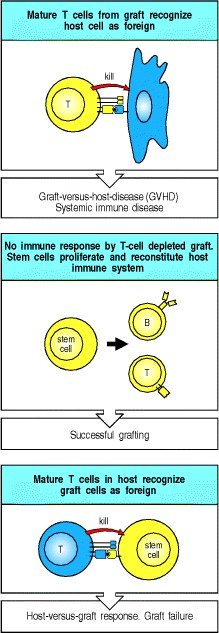 Mature T cells from graft recognize
host cell as foreign
kill
T
Graft-versus-host-disease (GVHD)
Systemic immune disease
No immune response by T-cell depleted graft.
Stem cells proliferate and reconstitute host
immune system
B
stem
cell
T
Successful grafting
Mature T cells in host recognize
graft cells as foreign
kill
T
stem
cell
Host-versus-graft response. Graft failure